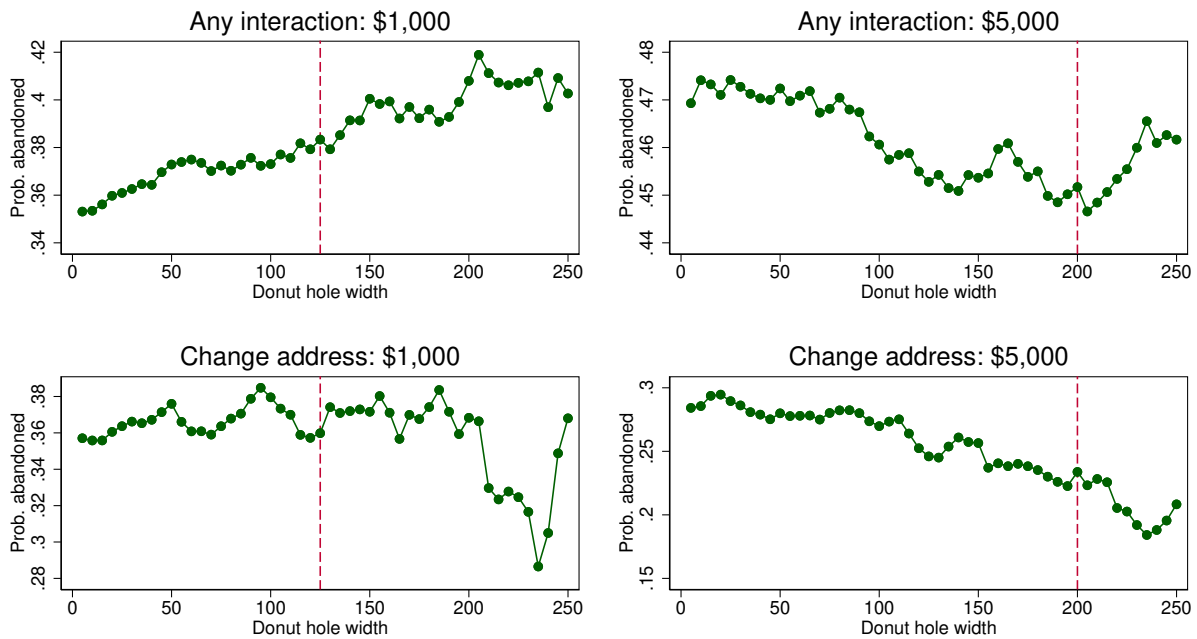 Any interaction: $1,000
Prob. abandoned
.34 .36 .38 .4 .42
0 50 100 150 200 250
Donut hole width
Any interaction: $5,000
Prob. abandoned
.44 .45 .46 .47 .48
0 50 100 150 200 250
Donut hole width
Change address: $1,000
Prob. abandoned
.28 .3 .32 .34 .36 .38
0 50 100 150 200 250
Donut hole width
Change address: $5,000
Prob. abandoned
.15 .2 .25 .3
0 50 100 150 200 250
Donut hole width